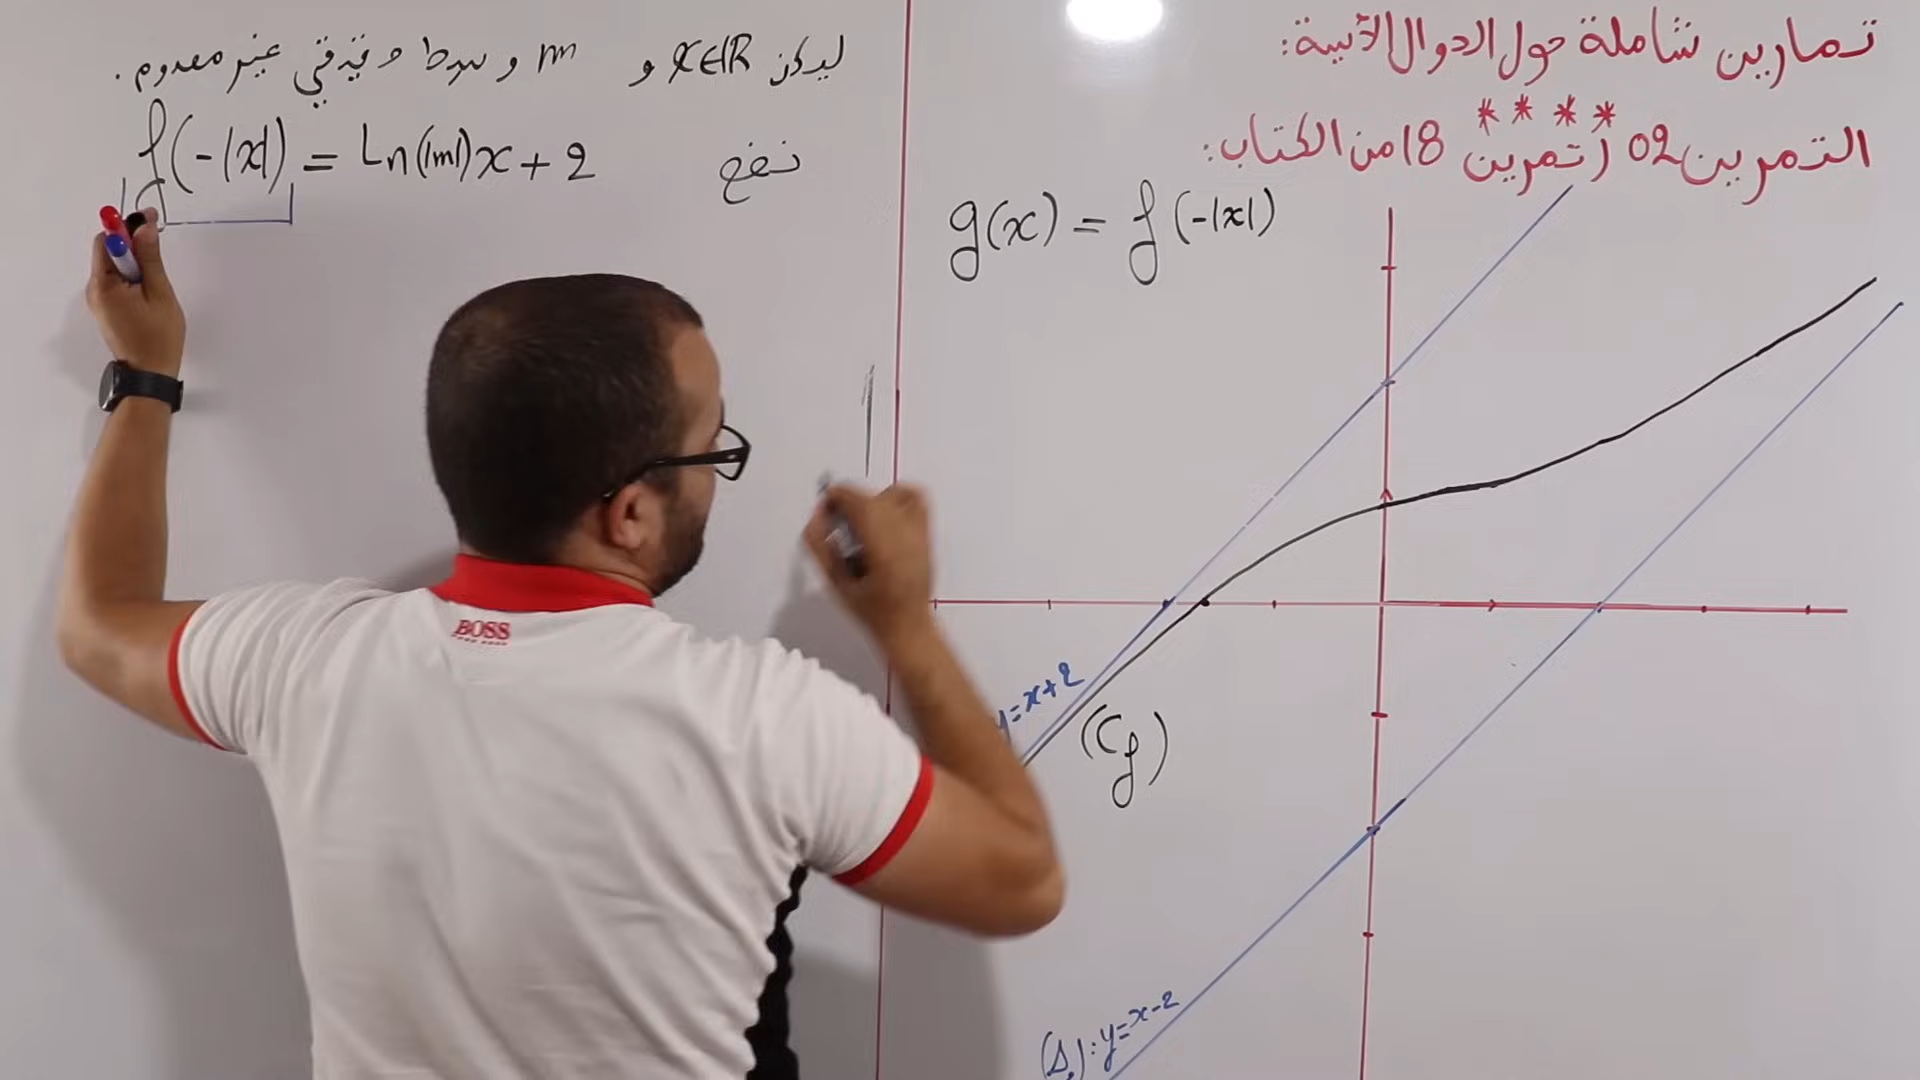 تمارين شاملة حول الدوال الأسية:
التمرين 02 (تمرين 18 من الكتاب:
****
ليكن x∈ℝ و m وسيط حقيقي غير معدوم.
f(-|x|) = Ln(|m|)x + 2 نضع
g(x) = f(-|x|)
y=x+2
(Cf)
(Δ): y=x-2
BOSS